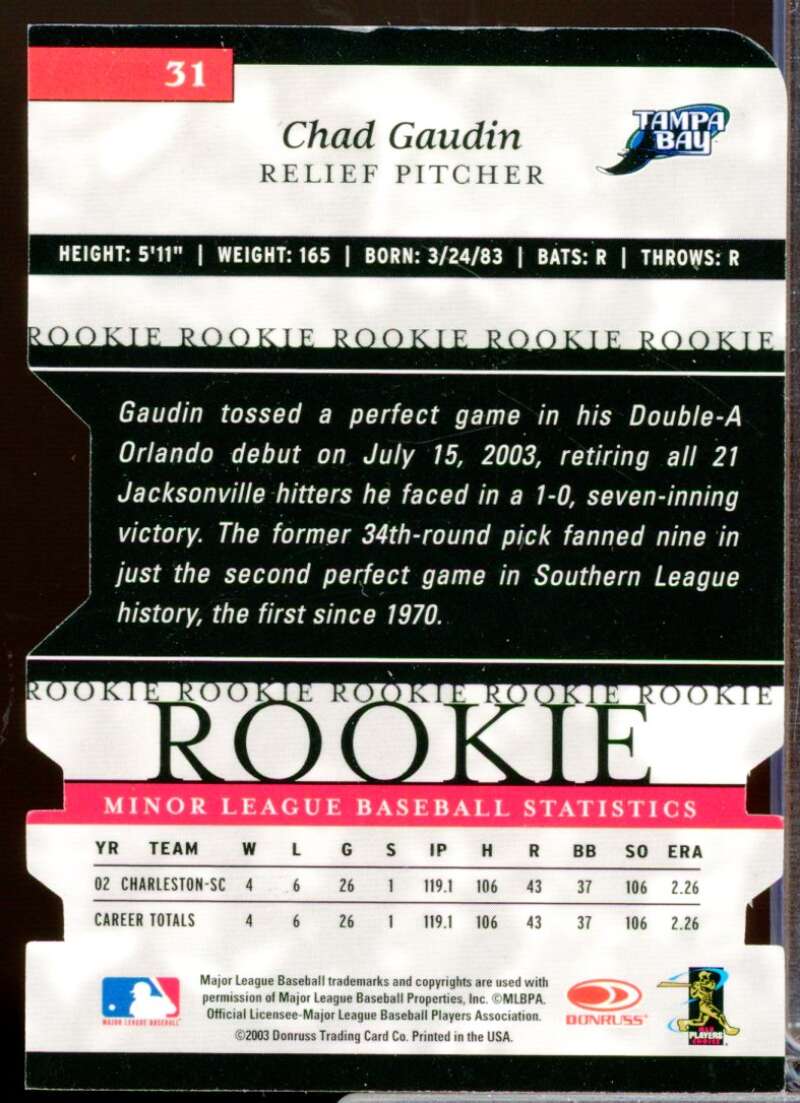 31
Chad Gaudin
RELIEF PITCHER
TAMPA
BAY
HEIGHT: 5'11" | WEIGHT: 165 | BORN: 3/24/83 | BATS: R | THROWS: R
ROOKIE ROOKIE ROOKIE ROOKIE ROOKIE
Gaudin tossed a perfect game in his Double-A
Orlando debut on July 15, 2003, retiring all 21
Jacksonville hitters he faced in a 1-0, seven-inning
victory. The former 34th-round pick fanned nine in
just the second perfect game in Southern League
history, the first since 1970.
ROOKIE ROOKIE ROOKIE ROOKIE ROOKIE
ROOKIE
MINOR LEAGUE BASEBALL STATISTICS
YR TEAM W L G S IP H R BB SO ERA
02 CHARLESTON-SC 4 6 26 1 119.1 106 43 37 106 2.26
CAREER TOTALS 4 6 26 1 119.1 106 43 37 106 2.26
Major League Baseball trademarks and copyrights are used with
permission of Major League Baseball Properties, Inc. ©MLBPA.
Official Licensee-Major League Baseball Players Association.
©2003 Donruss Trading Card Co. Printed in the USA.
MAJOR LEAGUE BASEBALL
DONRUSS
MLB
PLAYERS
CHOICE